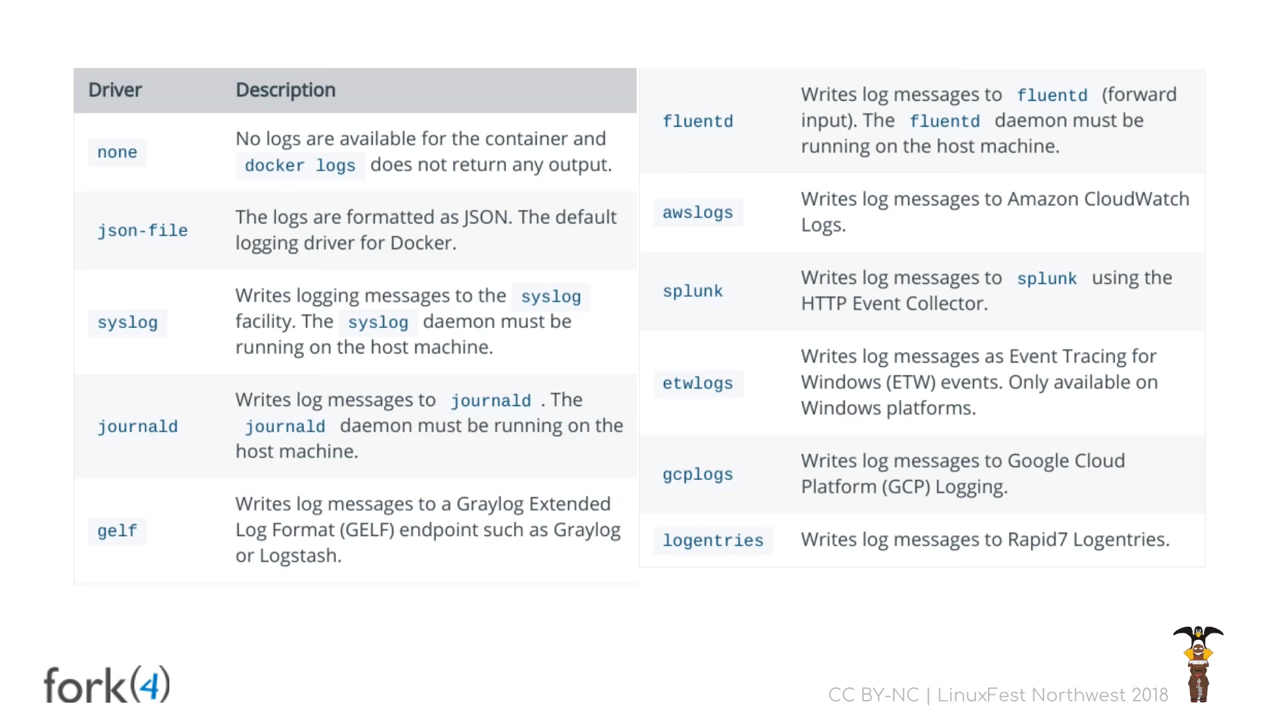 Driver Description
none
No logs are available for the container and
docker logs does not return any output.
json-file
The logs are formatted as JSON. The default
logging driver for Docker.
syslog
Writes logging messages to the syslog
facility. The syslog daemon must be
running on the host machine.
journald
Writes log messages to journald . The
journald daemon must be running on the
host machine.
gelf
Writes log messages to a Graylog Extended
Log Format (GELF) endpoint such as Graylog
or Logstash.
fluentd
Writes log messages to fluentd (forward
input). The fluentd daemon must be
running on the host machine.
awslogs
Writes log messages to Amazon CloudWatch
Logs.
splunk
Writes log messages to splunk using the
HTTP Event Collector.
etwlogs
Writes log messages as Event Tracing for
Windows (ETW) events. Only available on
Windows platforms.
gcplogs
Writes log messages to Google Cloud
Platform (GCP) Logging.
logentries
Writes log messages to Rapid7 Logentries.
fork(4)
CC BY-NC | LinuxFest Northwest 2018